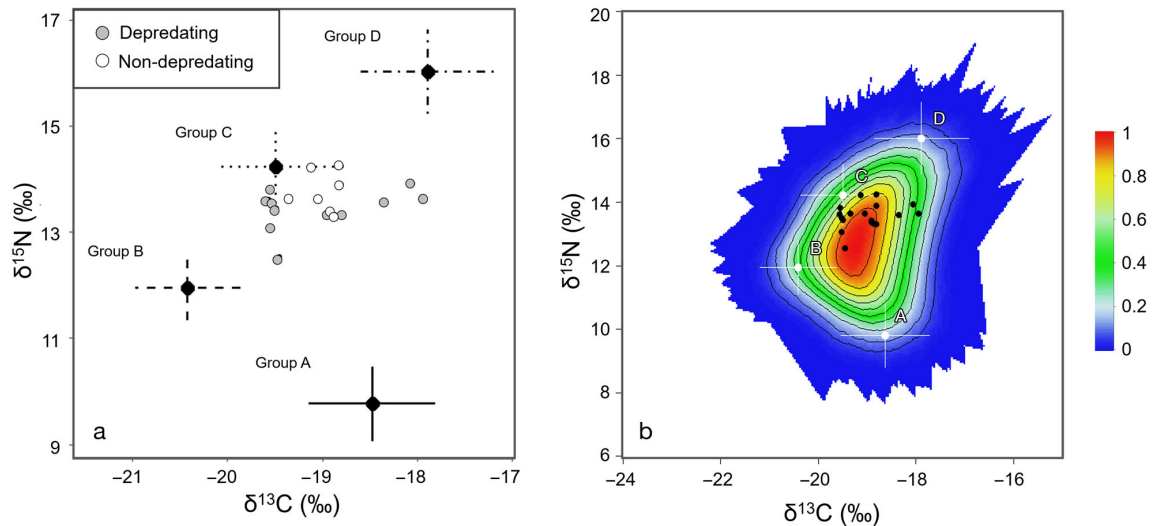 Depredating
Non-depredating
Group D
Group C
Group B
Group A
17
15
13
11
9
δ15N (‰)
a
−21
−20
−19
−18
−17
δ13C (‰)
20
18
16
14
12
10
8
6
δ15N (‰)
D
C
B
A
b
−24
−22
−20
−18
−16
δ13C (‰)
1
0.8
0.6
0.4
0.2
0